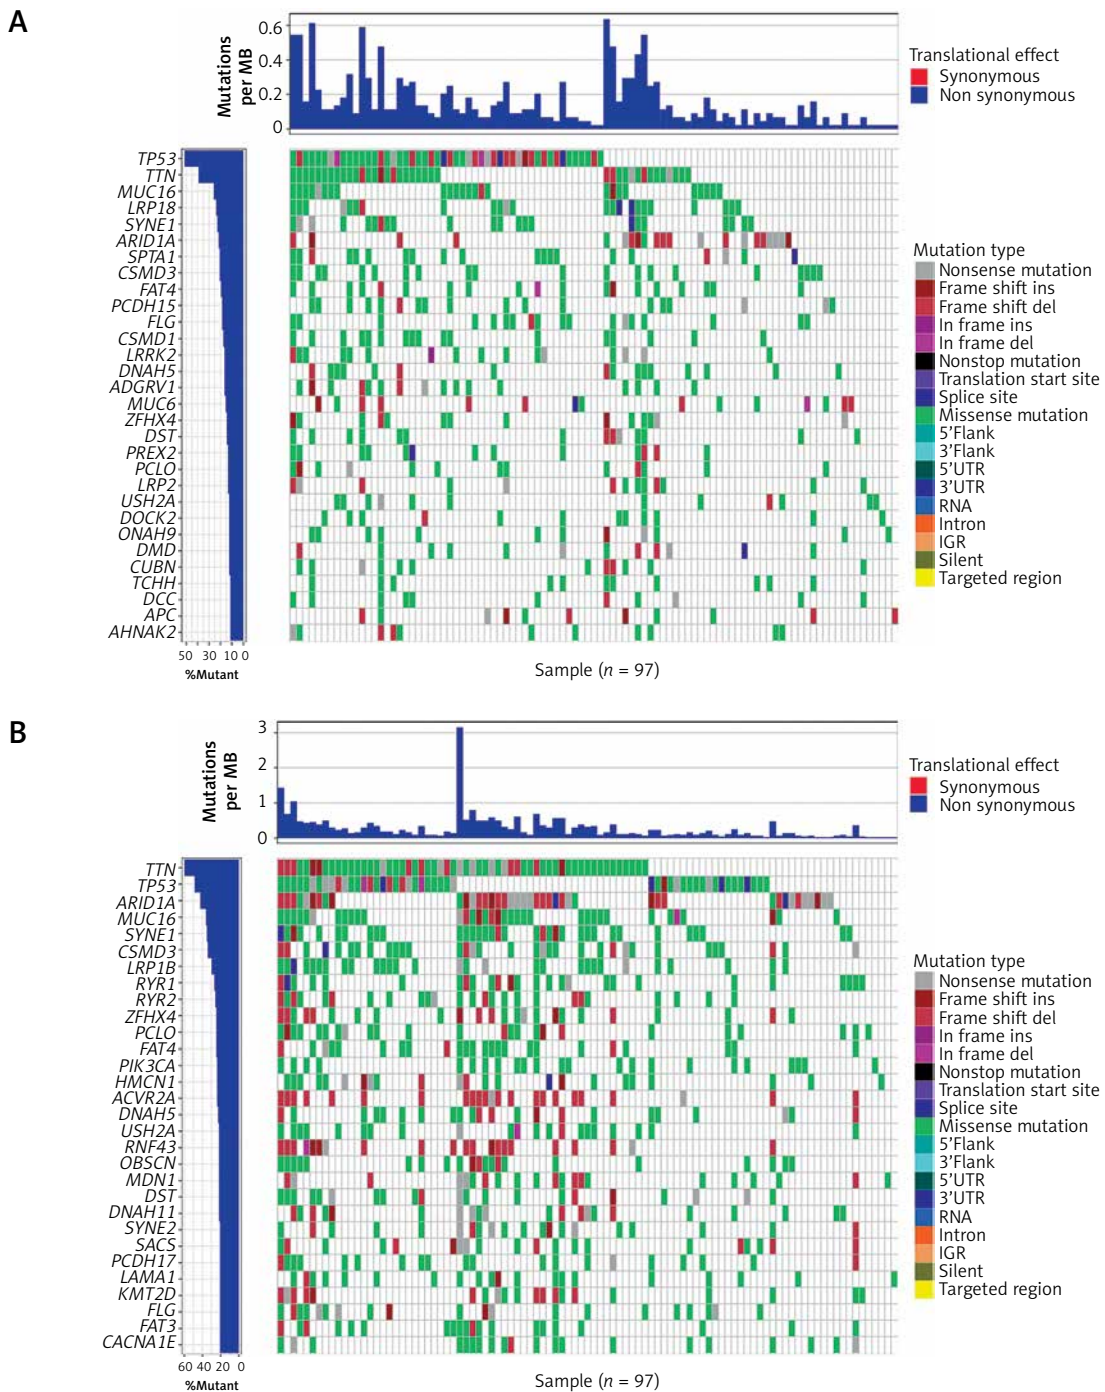 A
Mutations
per MB
0.6
0.4
0.2
0
Translational effect
Synonymous
Non synonymous
TP53
TTN
MUC16
LRP18
SYNE1
ARID1A
SPTA1
CSMD3
FAT4
PCDH15
FLG
CSMD1
LRRK2
DNAH5
ADGRV1
MUC6
ZFHX4
DST
PREX2
PCLO
LRP2
USH2A
DOCK2
ONAH9
DMD
CUBN
TCHH
DCC
APC
AHNAK2
50 30 10 0
%Mutant
Sample (n = 97)
Mutation type
Nonsense mutation
Frame shift ins
Frame shift del
In frame ins
In frame del
Nonstop mutation
Translation start site
Splice site
Missense mutation
5'Flank
3'Flank
5'UTR
3'UTR
RNA
Intron
IGR
Silent
Targeted region
B
Mutations
per MB
3
2
1
0
Translational effect
Synonymous
Non synonymous
TTN
TP53
ARID1A
MUC16
SYNE1
CSMD3
LRP1B
RYR1
RYR2
ZFHX4
PCLO
FAT4
PIK3CA
HMCN1
ACVR2A
DNAH5
USH2A
RNF43
OBSCN
MDN1
DST
DNAH11
SYNE2
SACS
PCDH17
LAMA1
KMT2D
FLG
FAT3
CACNA1E
60 40 20 0
%Mutant
Sample (n = 97)
Mutation type
Nonsense mutation
Frame shift ins
Frame shift del
In frame ins
In frame del
Nonstop mutation
Translation start site
Splice site
Missense mutation
5'Flank
3'Flank
5'UTR
3'UTR
RNA
Intron
IGR
Silent
Targeted region